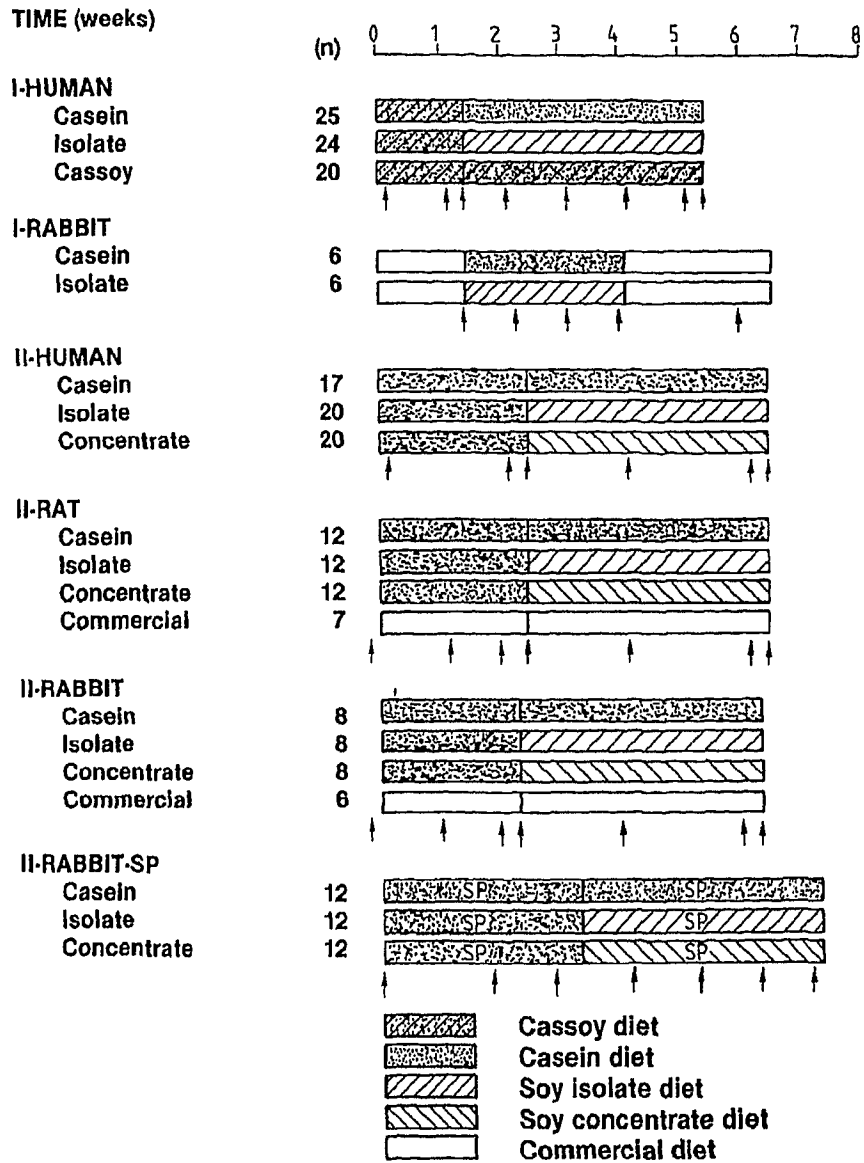 TIME (weeks)
(n)
0 1 2 3 4 5 6 7 8
I-HUMAN
Casein 25
Isolate 24
Cassoy 20
I-RABBIT
Casein 6
Isolate 6
II-HUMAN
Casein 17
Isolate 20
Concentrate 20
II-RAT
Casein 12
Isolate 12
Concentrate 12
Commercial 7
II-RABBIT
Casein 8
Isolate 8
Concentrate 8
Commercial 6
II-RABBIT-SP
Casein 12 SP SP
Isolate 12 SP SP
Concentrate 12 SP SP
Cassoy diet
Casein diet
Soy isolate diet
Soy concentrate diet
Commercial diet